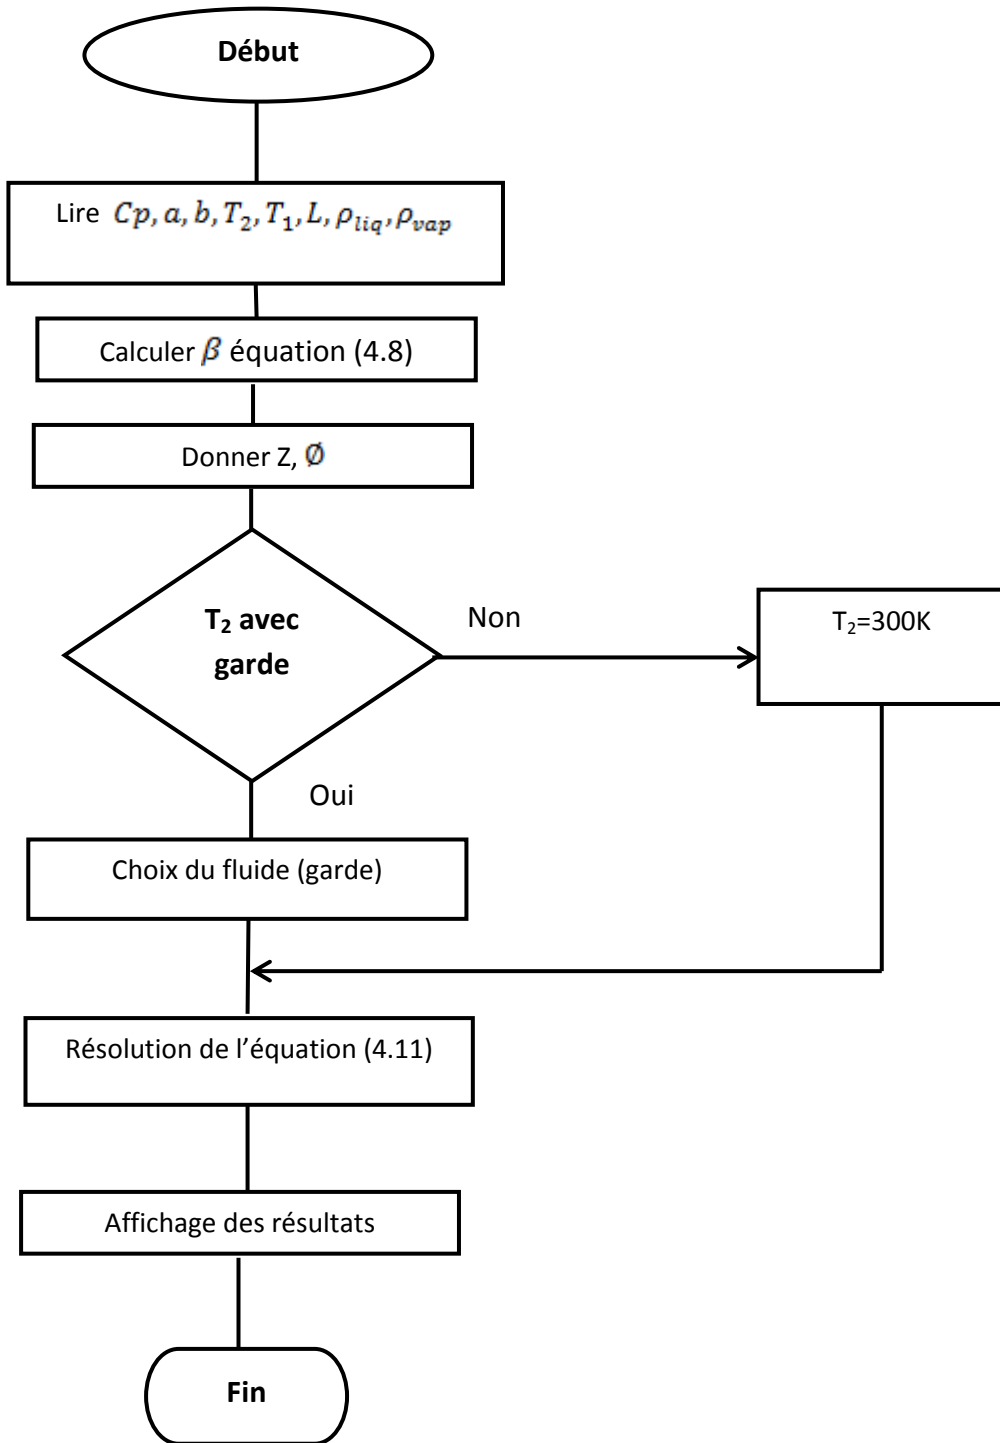 Début
Lire Cp, a, b, T₂, T₁, L, ρ_liq, ρ_vap
Calculer β équation (4.8)
Donner Z, Ø
T₂ avec
garde
Non
T₂=300K
Oui
Choix du fluide (garde)
Résolution de l’équation (4.11)
Affichage des résultats
Fin